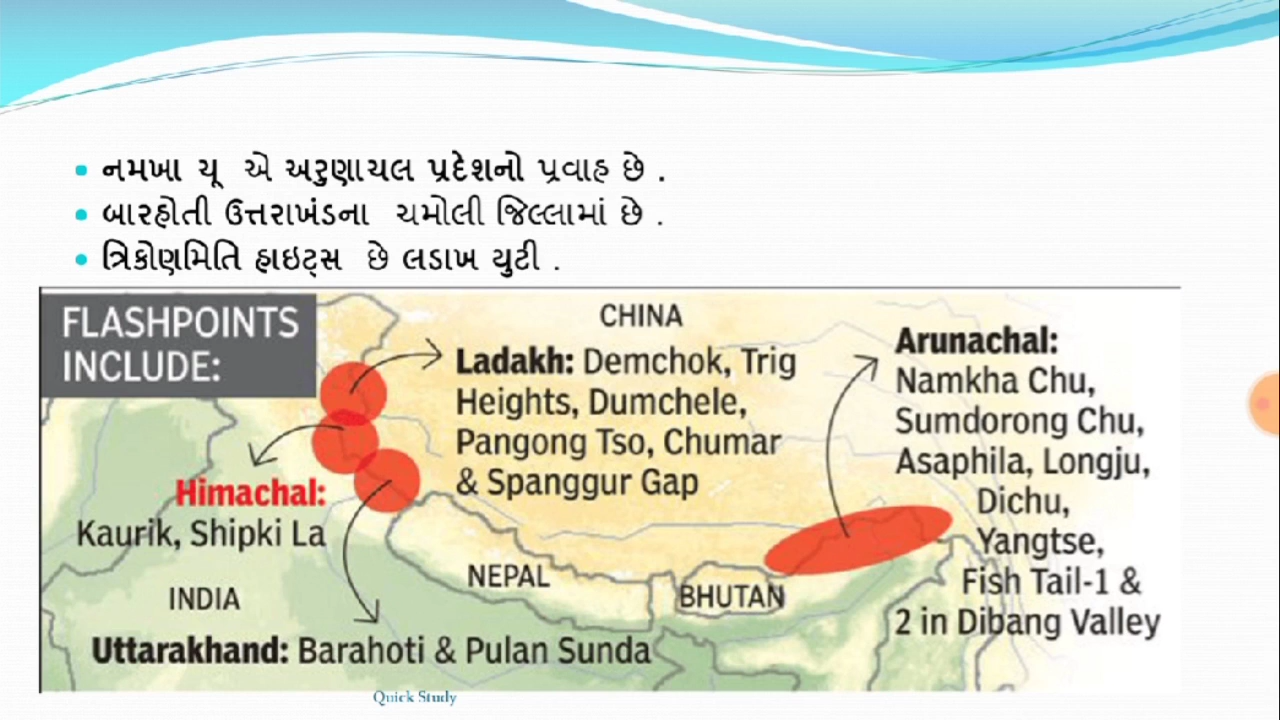 • નમખા ચૂ એ અરુણાચલ પ્રદેશનો પ્રવાહ છે .
• બારહોતી ઉત્તરાખંડના ચમોલી જિલ્લામાં છે .
• ત્રિકોણમિતિ હાઇટ્સ છે લડાખ યુટી .
FLASHPOINTS
INCLUDE:
CHINA
Ladakh: Demchok, Trig
Heights, Dumchele,
Pangong Tso, Chumar
& Spanggur Gap
Arunachal:
Namkha Chu,
Sumdorong Chu,
Asaphila, Longju,
Dichu,
Yangtse,
Fish Tail-1 &
2 in Dibang Valley
Himachal:
Kaurik, Shipki La
NEPAL
BHUTAN
INDIA
Uttarakhand: Barahoti & Pulan Sunda
Quick Study